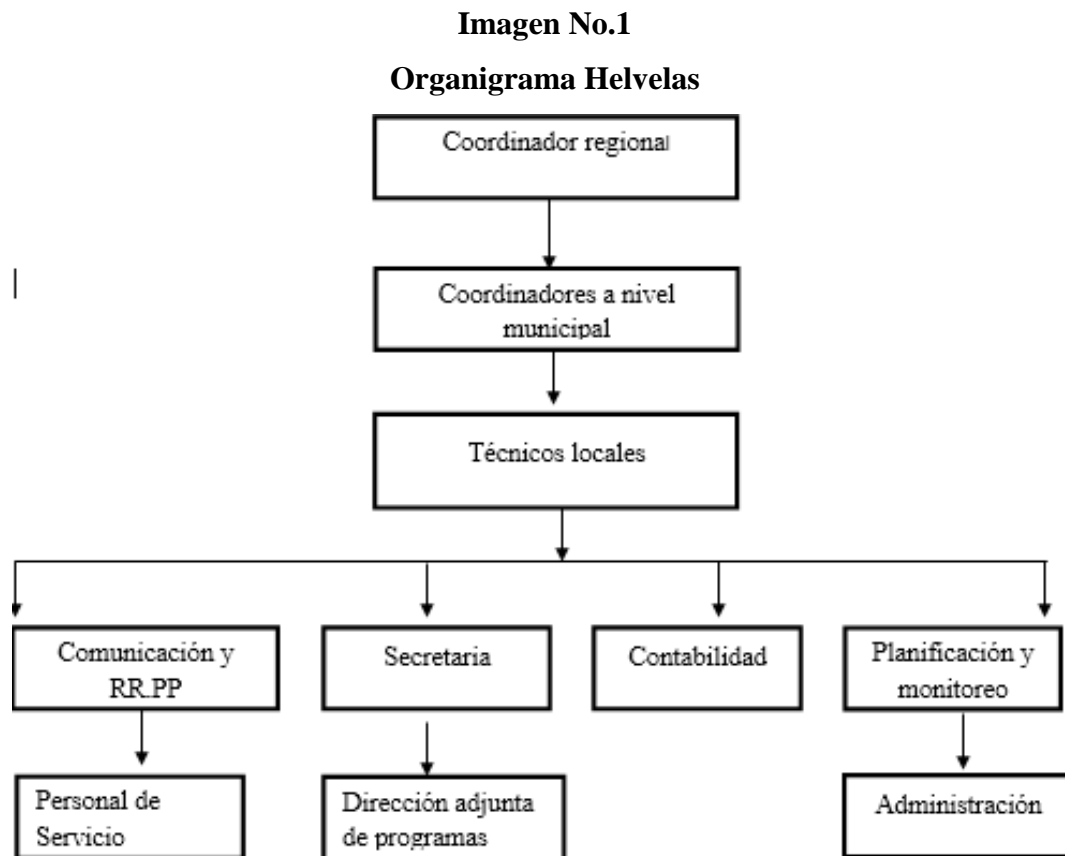 Imagen No.1
Organigrama Helvelas
Coordinador regional
Coordinadores a nivel
municipal
Técnicos locales
Comunicación y
RR.PP
Secretaria
Contabilidad
Planificación y
monitoreo
Personal de
Servicio
Dirección adjunta
de programas
Administración